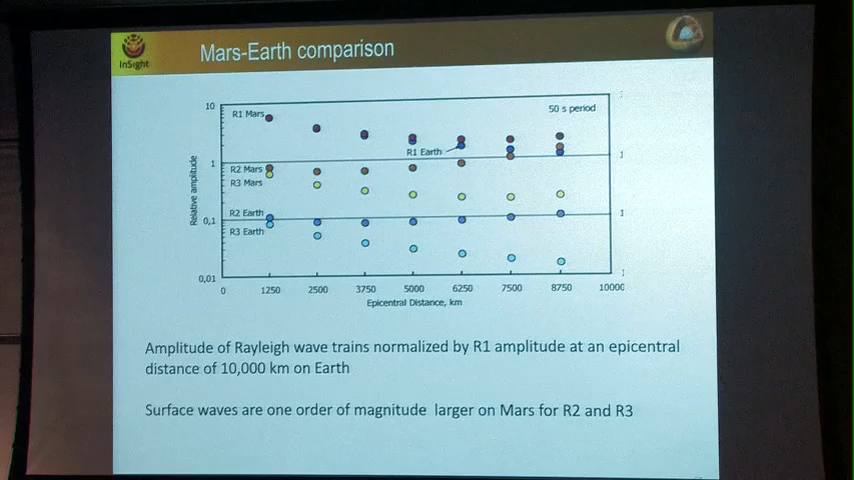 InSight
Mars-Earth comparison
10
R1 Mars
50 s period
R1 Earth
1
R2 Mars
R3 Mars
Relative amplitude
R2 Earth
0,1
R3 Earth
0,01
0 1250 2500 3750 5000 6250 7500 8750 10000
Epicentral Distance, km
Amplitude of Rayleigh wave trains normalized by R1 amplitude at an epicentral
distance of 10,000 km on Earth
Surface waves are one order of magnitude larger on Mars for R2 and R3